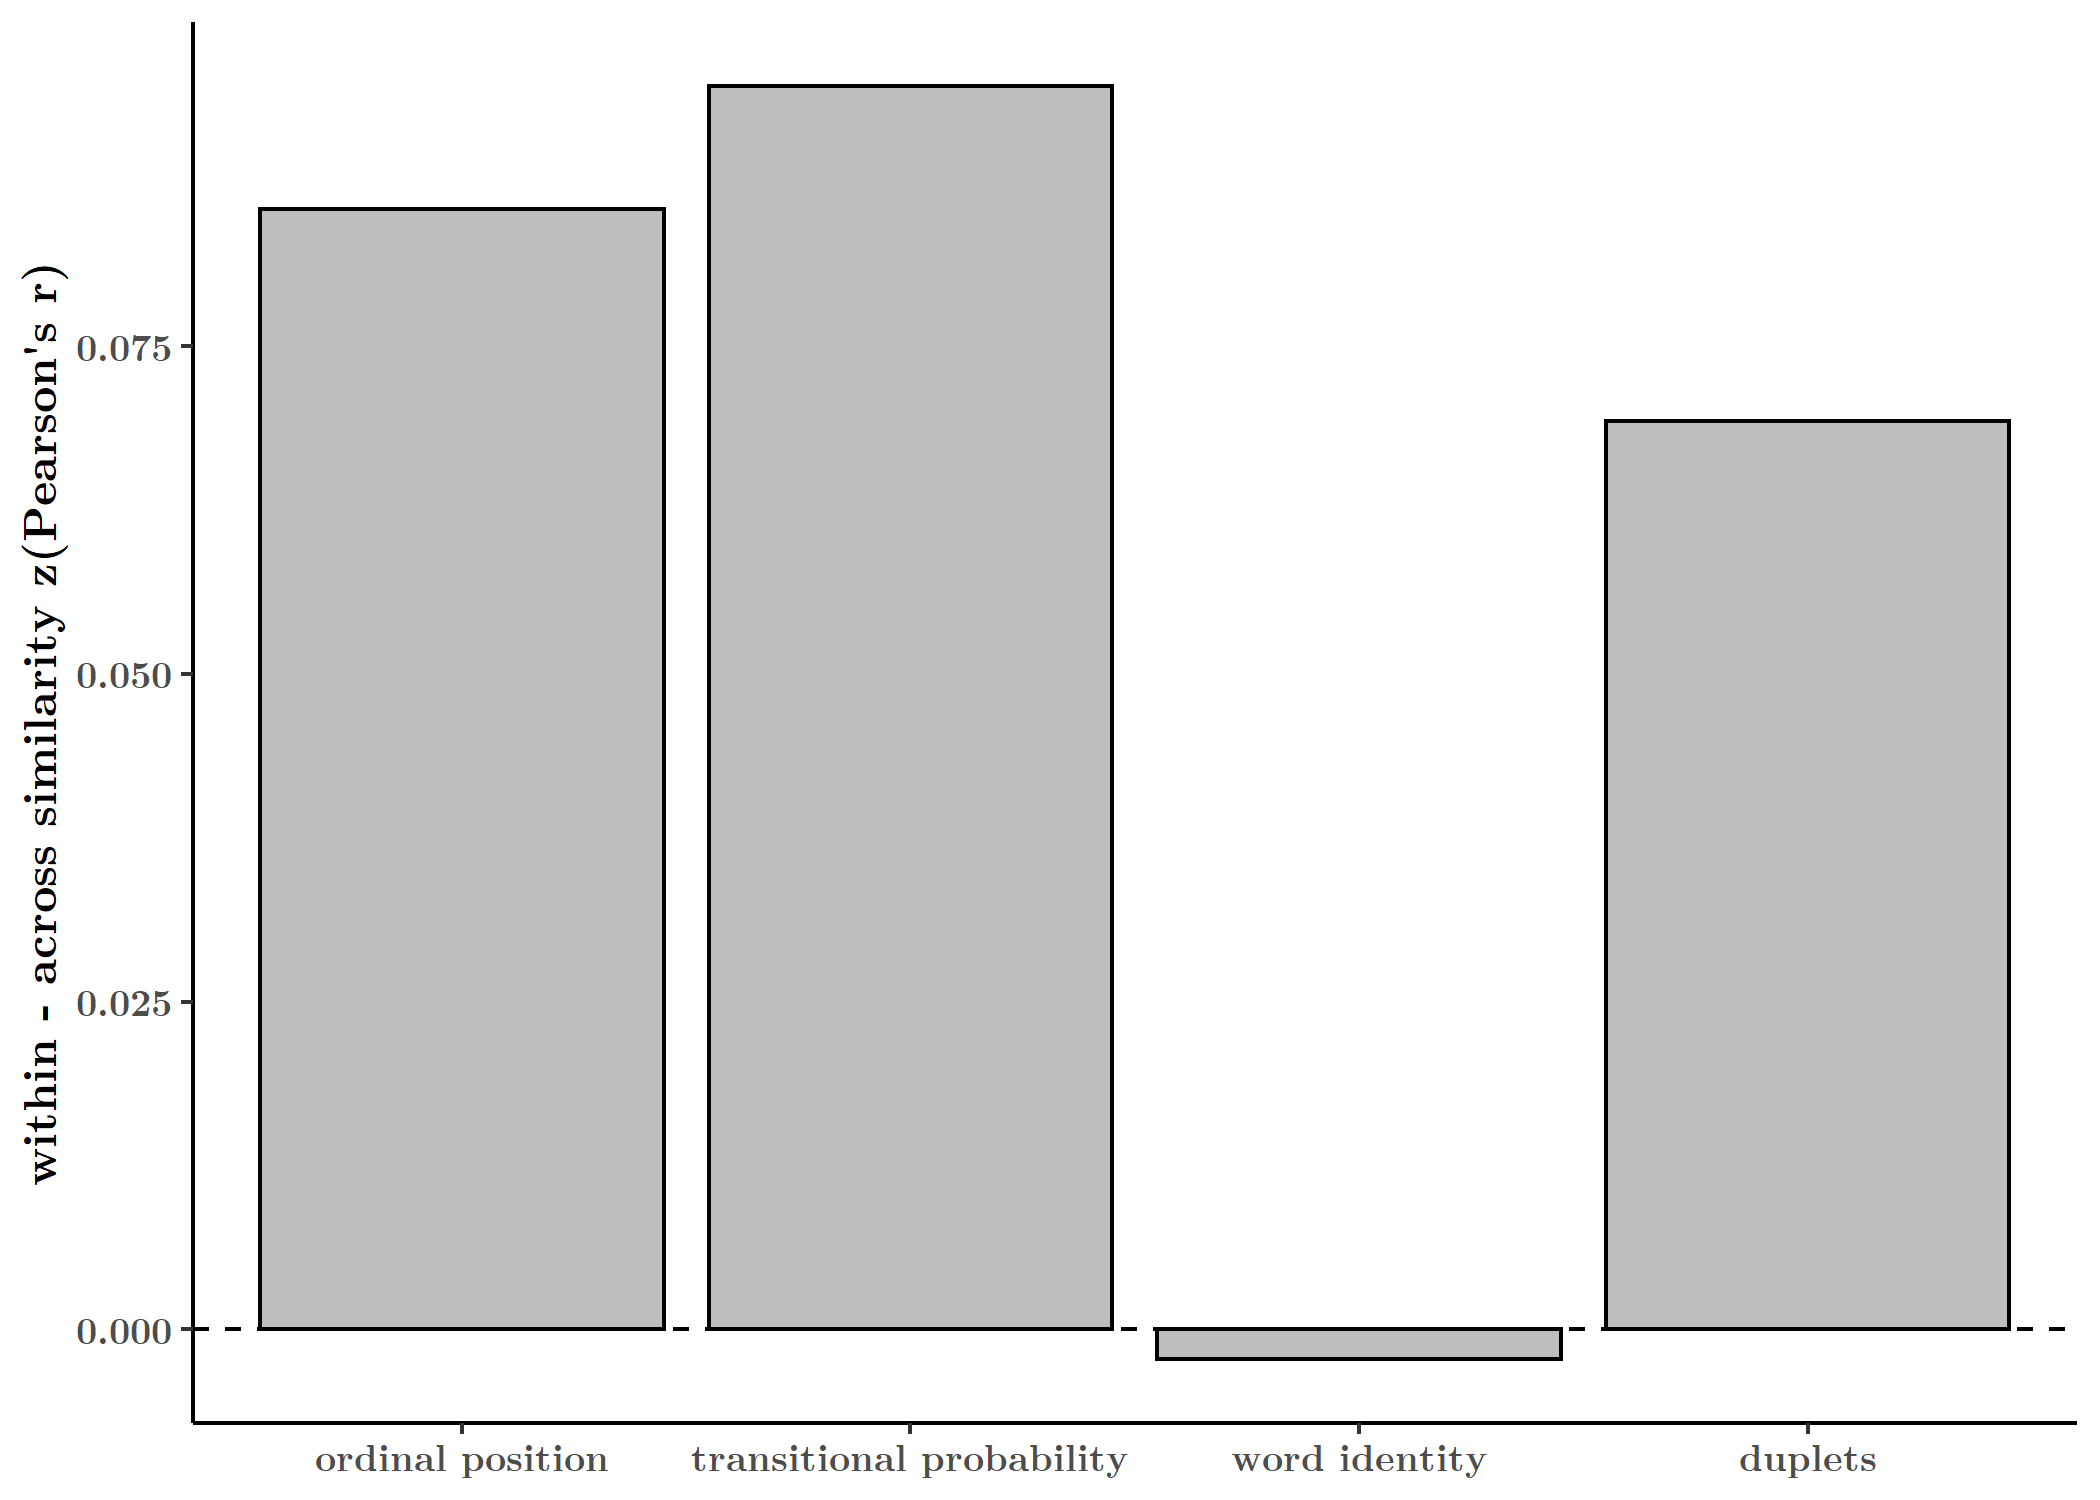 within - across similarity z(Pearson's r)
0.075
0.050
0.025
0.000
ordinal position
transitional probability
word identity
duplets